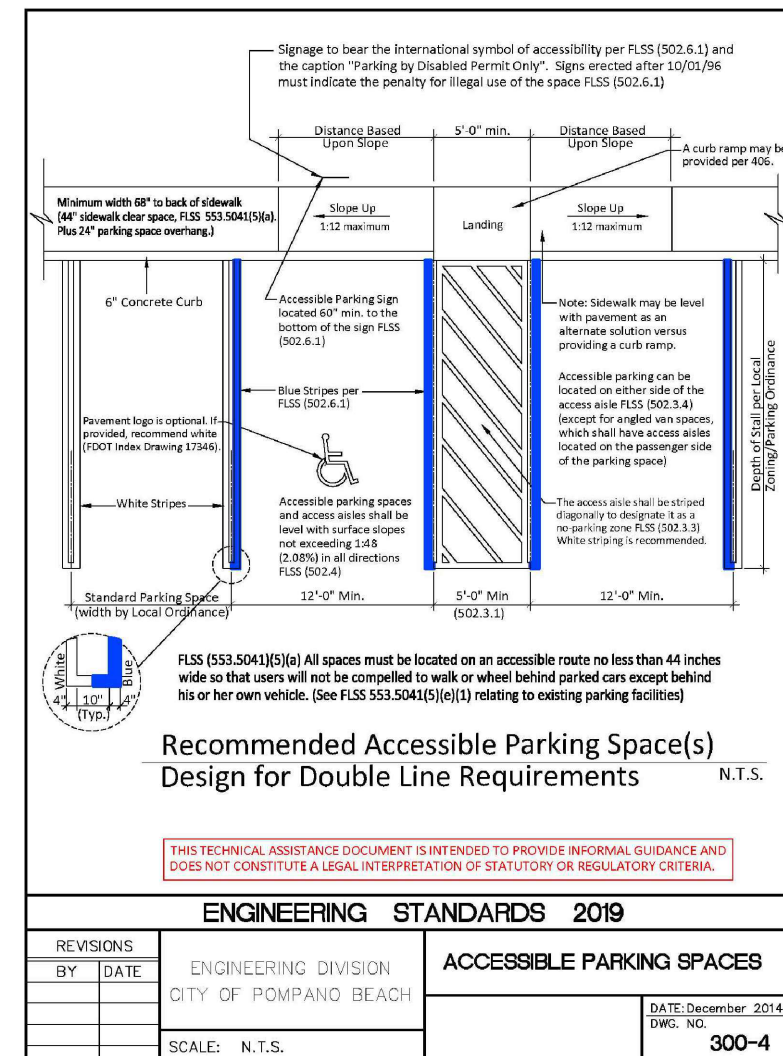 Signage to bear the international symbol of accessibility per FLSS (502.6.1) and
the caption "Parking by Disabled Permit Only".  Signs erected after 10/01/96
must indicate the penalty for illegal use of the space FLSS (502.6.1)
Distance Based
Upon Slope
5'-0" min.
Distance Based
Upon Slope
A curb ramp may be
provided per 406.
Minimum width 68" to back of sidewalk
(44" sidewalk clear space, FLSS 553.5041(5)(a).
Plus 24" parking space overhang.)
Slope Up
1:12 maximum
Landing
Slope Up
1:12 maximum
6" Concrete Curb
Accessible Parking Sign
located 60" min. to the
bottom of the sign FLSS
(502.6.1)
Note: Sidewalk may be level
with pavement as an
alternate solution versus
providing a curb ramp.
Blue Stripes per
FLSS (502.6.1)
Accessible parking can be
located on either side of the
access aisle FLSS (502.3.4)
(except for angled van spaces,
which shall have access aisles
located on the passenger side
of the parking space)
Depth of Stall per Local
Zoning/Parking Ordinance
Pavement logo is optional. If
provided, recommend white
(FDOT Index Drawing 17346).
White Stripes
Accessible parking spaces
and access aisles shall be
level with surface slopes
not exceeding 1:48
(2.08%) in all directions
FLSS (502.4)
The access aisle shall be striped
diagonally to designate it as a
no-parking zone FLSS (502.3.3)
White striping is recommended.
Standard Parking Space
(width by Local Ordinance)
12'-0" Min.
5'-0" Min
(502.3.1)
12'-0" Min.
White
Blue
4"
10"
(Typ.)
4"
FLSS (553.5041)(5)(a) All spaces must be located on an accessible route no less than 44 inches
wide so that users will not be compelled to walk or wheel behind parked cars except behind
his or her own vehicle. (See FLSS 553.5041(5)(e)(1) relating to existing parking facilities)
Recommended Accessible Parking Space(s)
Design for Double Line Requirements
N.T.S.
THIS TECHNICAL ASSISTANCE DOCUMENT IS INTENDED TO PROVIDE INFORMAL GUIDANCE AND
DOES NOT CONSTITUTE A LEGAL INTERPRETATION OF STATUTORY OR REGULATORY CRITERIA.
ENGINEERING STANDARDS 2019
REVISIONS
BY DATE
ENGINEERING DIVISION
CITY OF POMPANO BEACH
SCALE: N.T.S.
ACCESSIBLE PARKING SPACES
DATE: December 2014
DWG. NO.
300-4